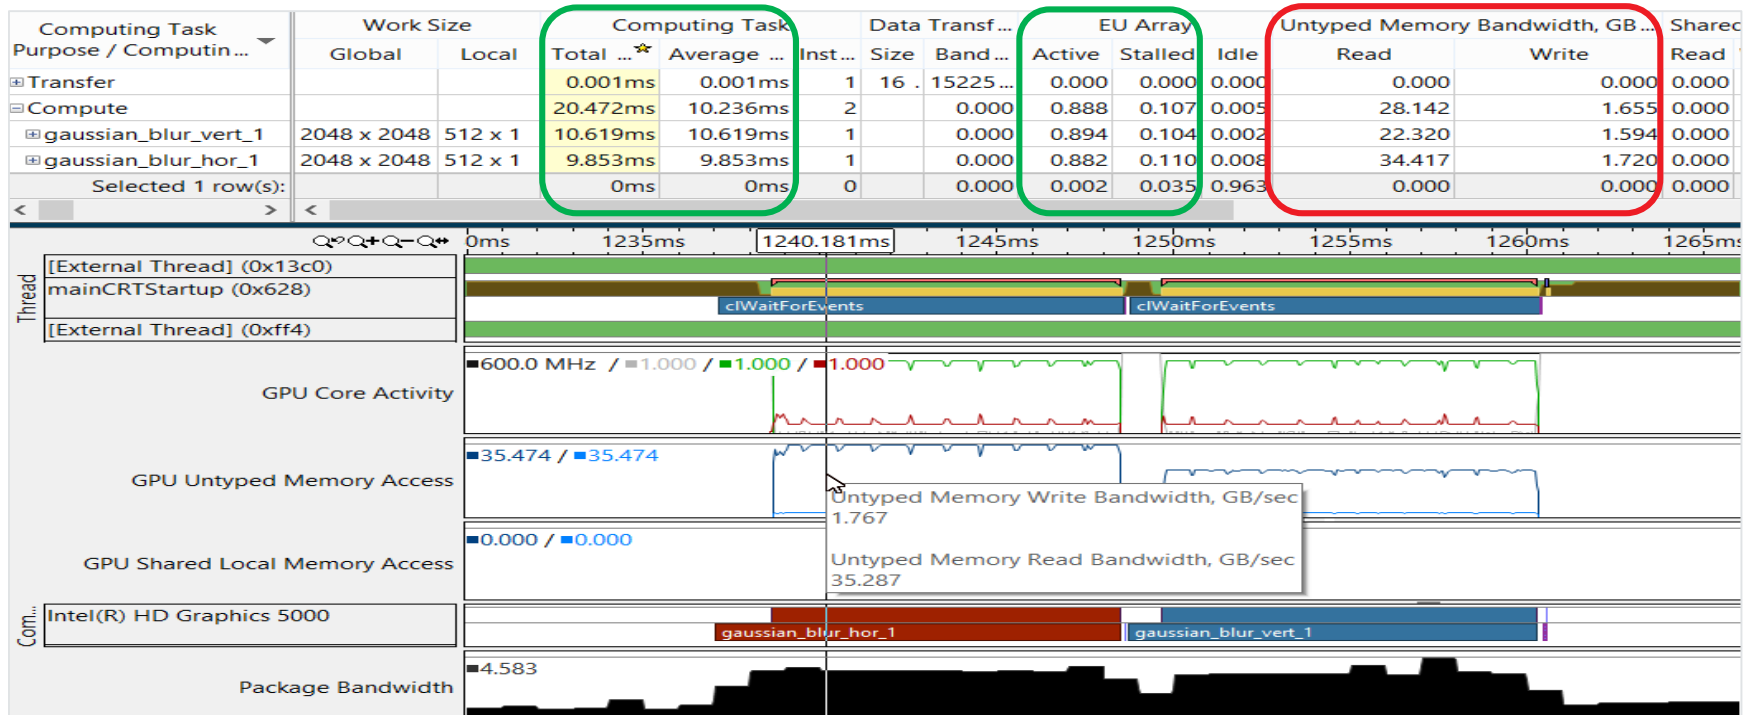 Computing Task Purpose / Computin... Work Size Computing Task Data Transf... EU Array Untyped Memory Bandwidth, GB... Shared
Global Local Total ... Average ... Inst... Size Band... Active Stalled Idle Read Write Read
Transfer 0.001ms 0.001ms 1 16 . 15225... 0.000 0.000 0.000 0.000 0.000 0.000
Compute 20.472ms 10.236ms 2 0.000 0.888 0.107 0.005 28.142 1.655 0.000
gaussian_blur_vert_1 2048 x 2048 512 x 1 10.619ms 10.619ms 1 0.000 0.894 0.104 0.002 22.320 1.594 0.000
gaussian_blur_hor_1 2048 x 2048 512 x 1 9.853ms 9.853ms 1 0.000 0.882 0.110 0.008 34.417 1.720 0.000
Selected 1 row(s): 0ms 0ms 0 0.000 0.002 0.035 0.963 0.000 0.000 0.000
0ms 1235ms 1240.181ms 1245ms 1250ms 1255ms 1260ms 1265ms
Thread
[External Thread] (0x13c0)
mainCRTStartup (0x628)
clWaitForEvents clWaitForEvents
[External Thread] (0xff4)
GPU Core Activity
600.0 MHz / 1.000 / 1.000 / 1.000
GPU Untyped Memory Access
35.474 / 35.474
Untyped Memory Write Bandwidth, GB/sec
1.767
Untyped Memory Read Bandwidth, GB/sec
35.287
GPU Shared Local Memory Access
0.000 / 0.000
Com...
Intel(R) HD Graphics 5000
gaussian_blur_hor_1 gaussian_blur_vert_1
Package Bandwidth
4.583